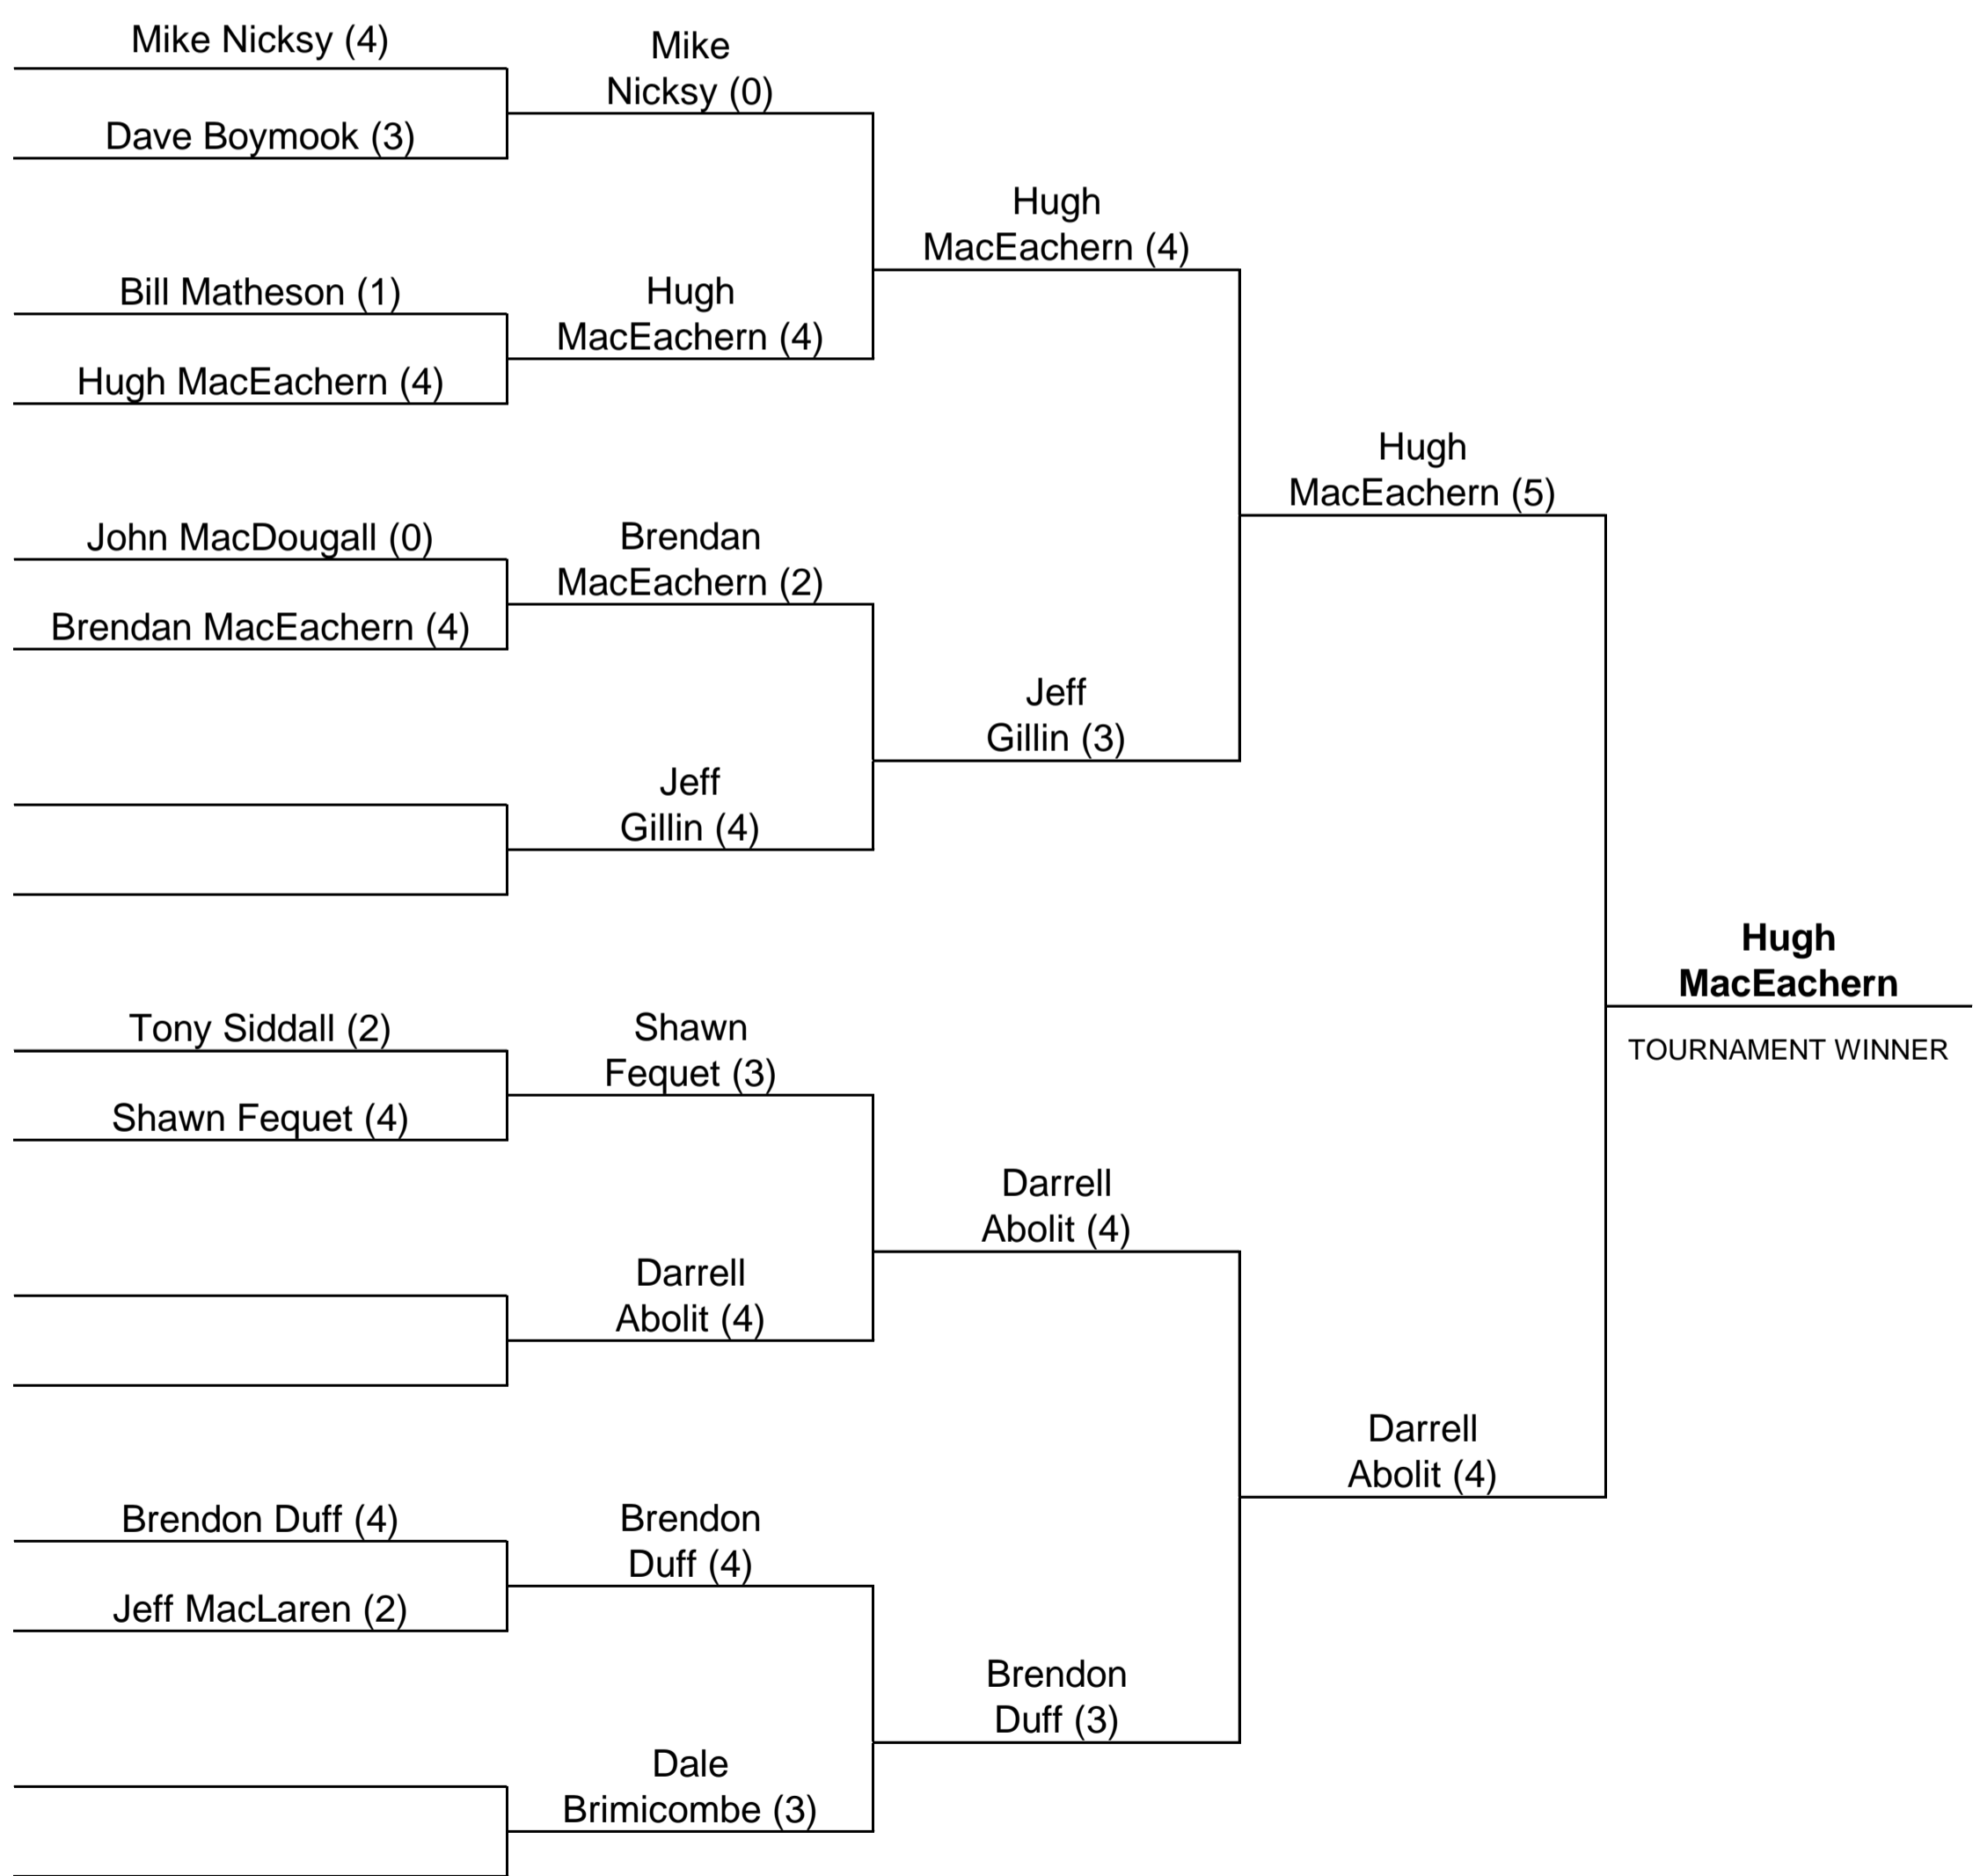 Mike Nicksy (4)
Dave Boymook (3)
Bill Matheson (1)
Hugh MacEachern (4)
John MacDougall (0)
Brendan MacEachern (4)
Tony Siddall (2)
Shawn Fequet (4)
Brendon Duff (4)
Jeff MacLaren (2)
Mike
Nicksy (0)
Hugh
MacEachern (4)
Brendan
MacEachern (2)
Jeff
Gillin (4)
Shawn
Fequet (3)
Darrell
Abolit (4)
Brendon
Duff (4)
Dale
Brimicombe (3)
Hugh
MacEachern (4)
Jeff
Gillin (3)
Darrell
Abolit (4)
Brendon
Duff (3)
Hugh
MacEachern (5)
Darrell
Abolit (4)
Hugh
MacEachern
TOURNAMENT WINNER